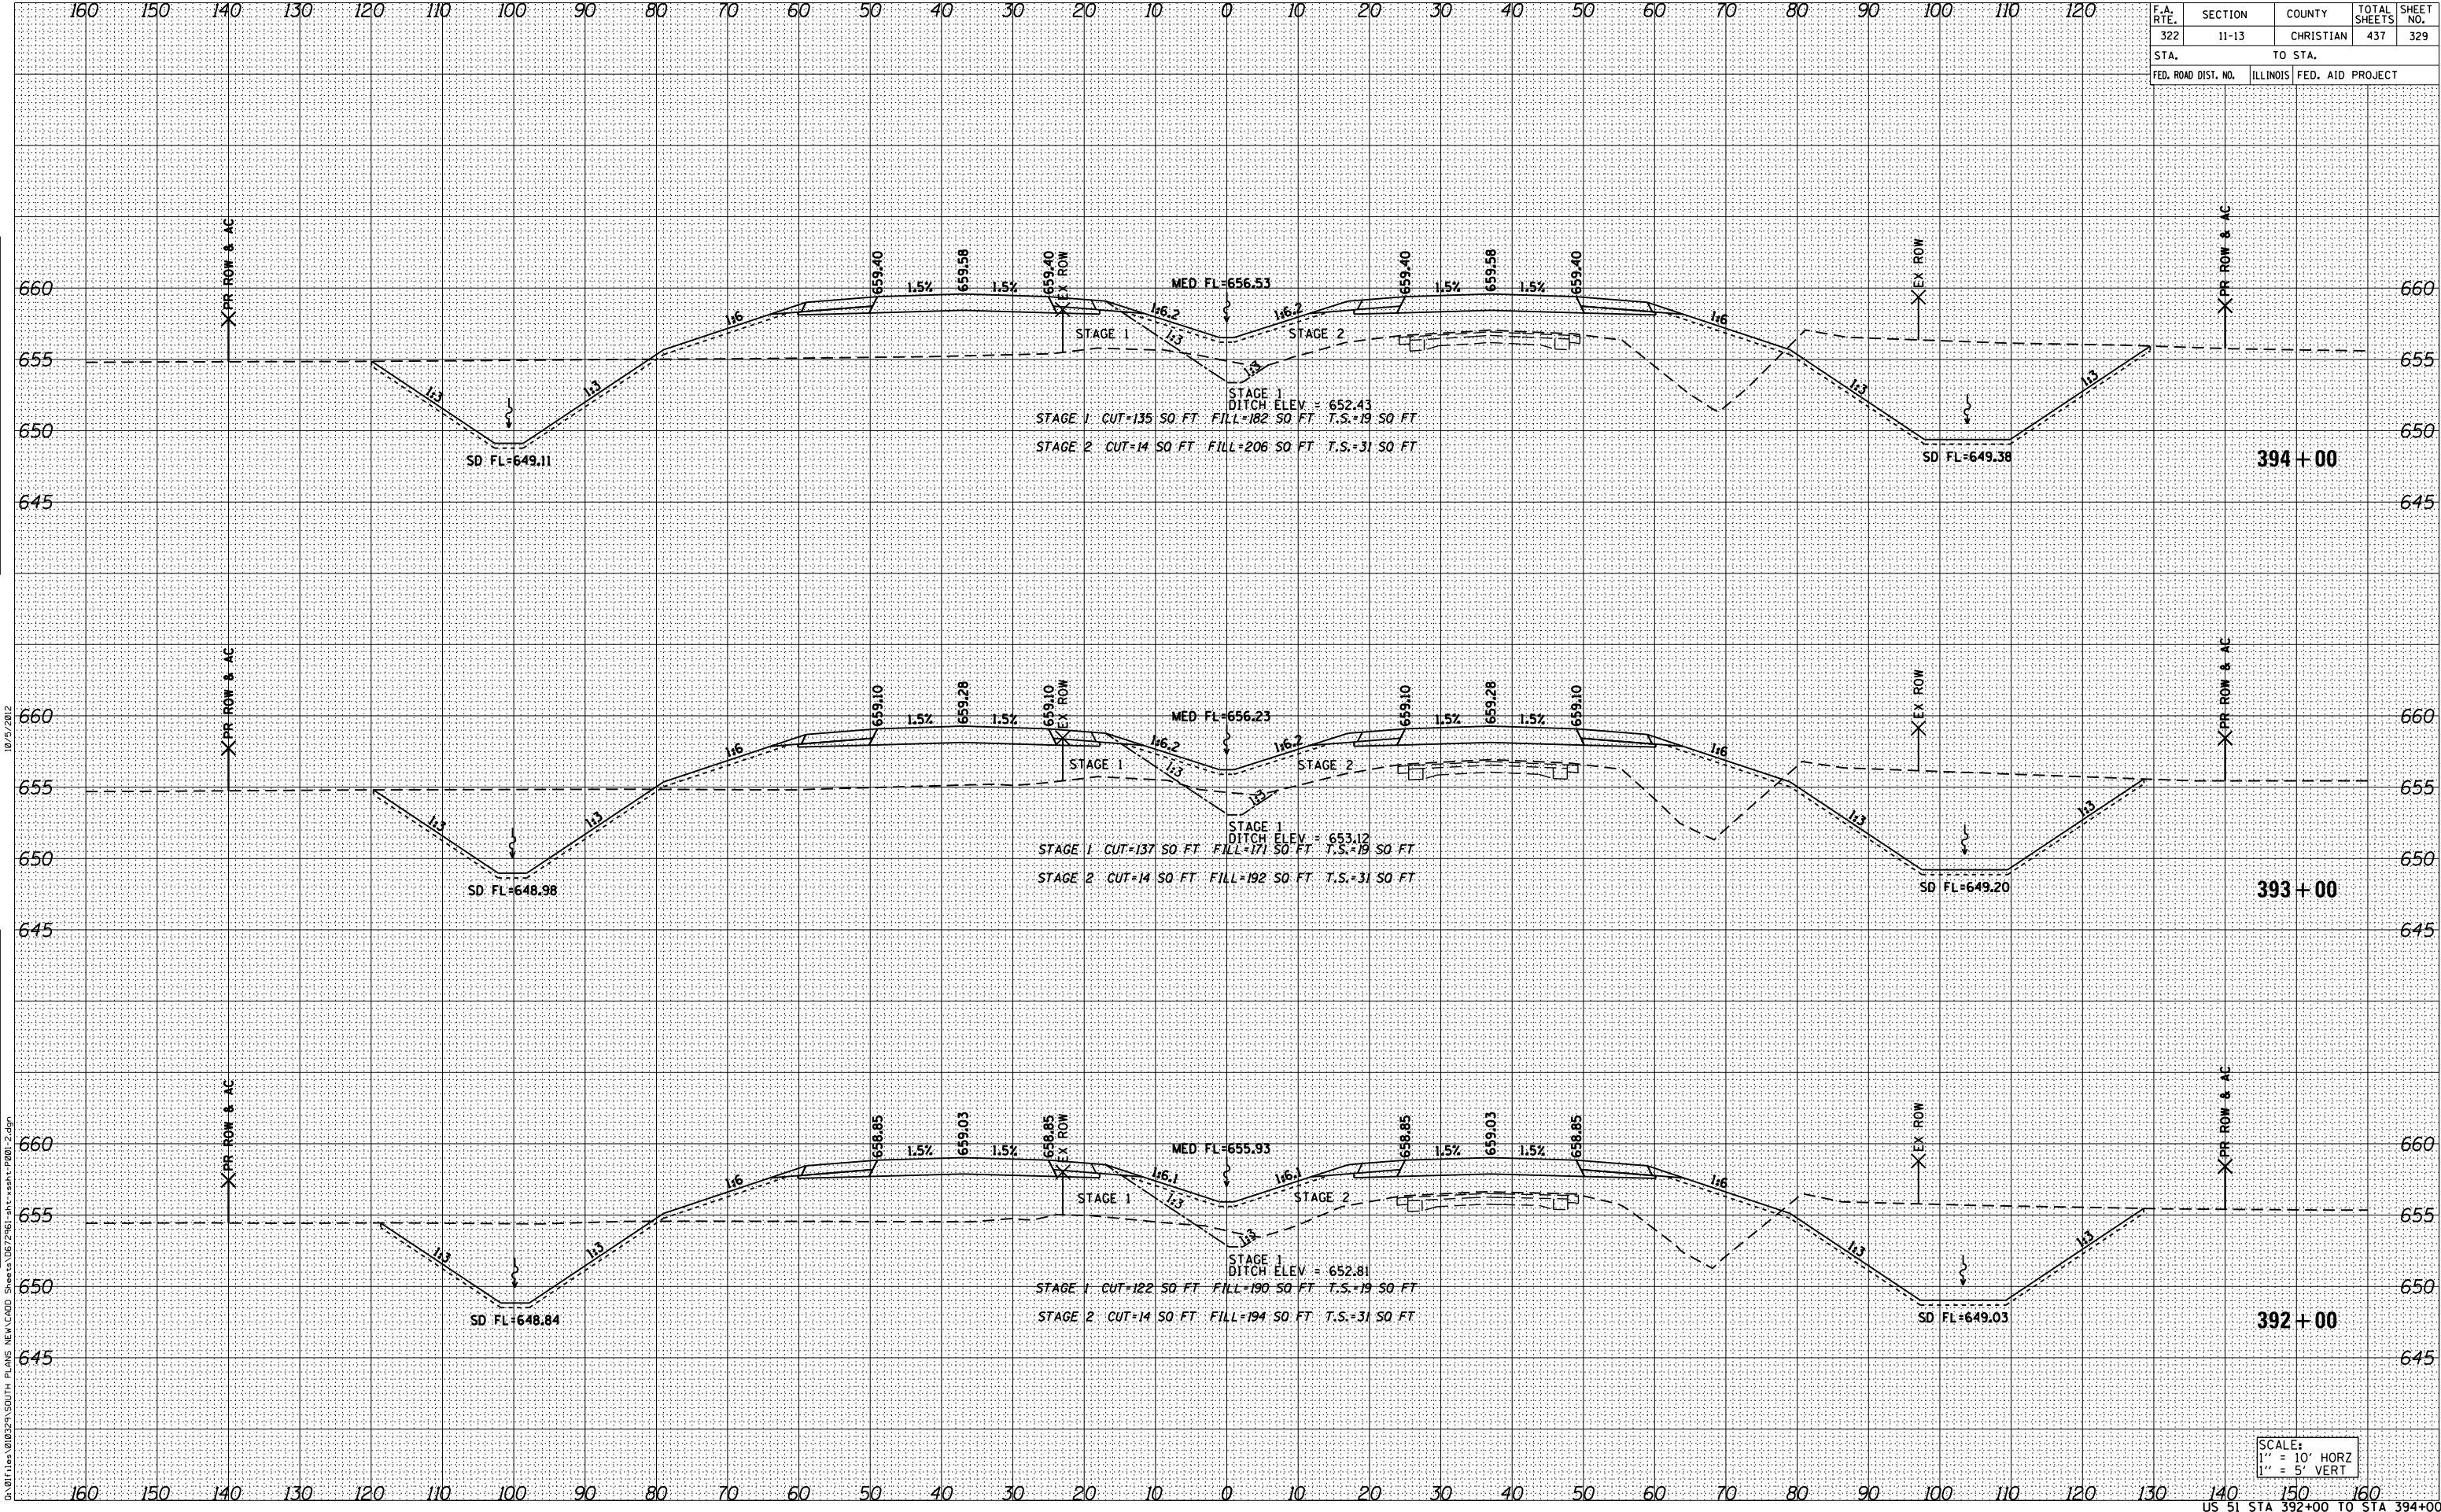 160 150 140 130 120 110 100 90 80 70 60 50 40 30 20 10 0 10 20 30 40 50 60 70 80 90 100 110 120
F.A. RTE. SECTION COUNTY TOTAL SHEETS SHEET NO.
322 11-13 CHRISTIAN 437 329
STA. TO STA.
FED. ROAD DIST. NO. ILLINOIS FED. AID PROJECT
PR ROW & AC
659.40
659.58
659.40
EX ROW
659.40
659.58
659.40
EX ROW
PR ROW & AC
660 1.5% 1.5% MED FL=656.53 1.5% 1.5% 660
1:6 1:6.2 1:6.2 1:6
STAGE 1 1:3 STAGE 2
655 655
1:3 1:3 1:3 1:3 1:3
STAGE 1
DITCH ELEV = 652.43
STAGE 1 CUT=135 SQ FT FILL=182 SQ FT T.S.=19 SQ FT
650 650
STAGE 2 CUT=14 SQ FT FILL=206 SQ FT T.S.=31 SQ FT
SD FL=649.11 SD FL=649.38 394+00
645 645
PR ROW & AC
659.10
659.28
659.10
EX ROW
659.10
659.28
659.10
EX ROW
PR ROW & AC
660 1.5% 1.5% MED FL=656.23 1.5% 1.5% 660
1:6 1:6.2 1:6.2 1:6
STAGE 1 1:3 STAGE 2
655 655
1:3 1:3 1:3 1:3 1:3
STAGE 1
DITCH ELEV = 653.12
STAGE 1 CUT=137 SQ FT FILL=171 SQ FT T.S.=19 SQ FT
650 650
STAGE 2 CUT=14 SQ FT FILL=192 SQ FT T.S.=31 SQ FT
SD FL=648.98 SD FL=649.20 393+00
645 645
PR ROW & AC
658.85
659.03
658.85
EX ROW
658.85
659.03
658.85
EX ROW
PR ROW & AC
660 1.5% 1.5% MED FL=655.93 1.5% 1.5% 660
1:6 1:6.1 1:6.1 1:6
STAGE 1 1:3 STAGE 2
655 655
1:3 1:3 1:3 1:3 1:3
STAGE 1
DITCH ELEV = 652.81
STAGE 1 CUT=122 SQ FT FILL=190 SQ FT T.S.=19 SQ FT
650 650
STAGE 2 CUT=14 SQ FT FILL=194 SQ FT T.S.=31 SQ FT
SD FL=648.84 SD FL=649.03 392+00
645 645
SCALE:
1'' = 10' HORZ
1'' = 5' VERT
160 150 140 130 120 110 100 90 80 70 60 50 40 30 20 10 0 10 20 30 40 50 60 70 80 90 100 110 120 130 140 150 160
US 51 STA 392+00 TO STA 394+00
10/5/2012